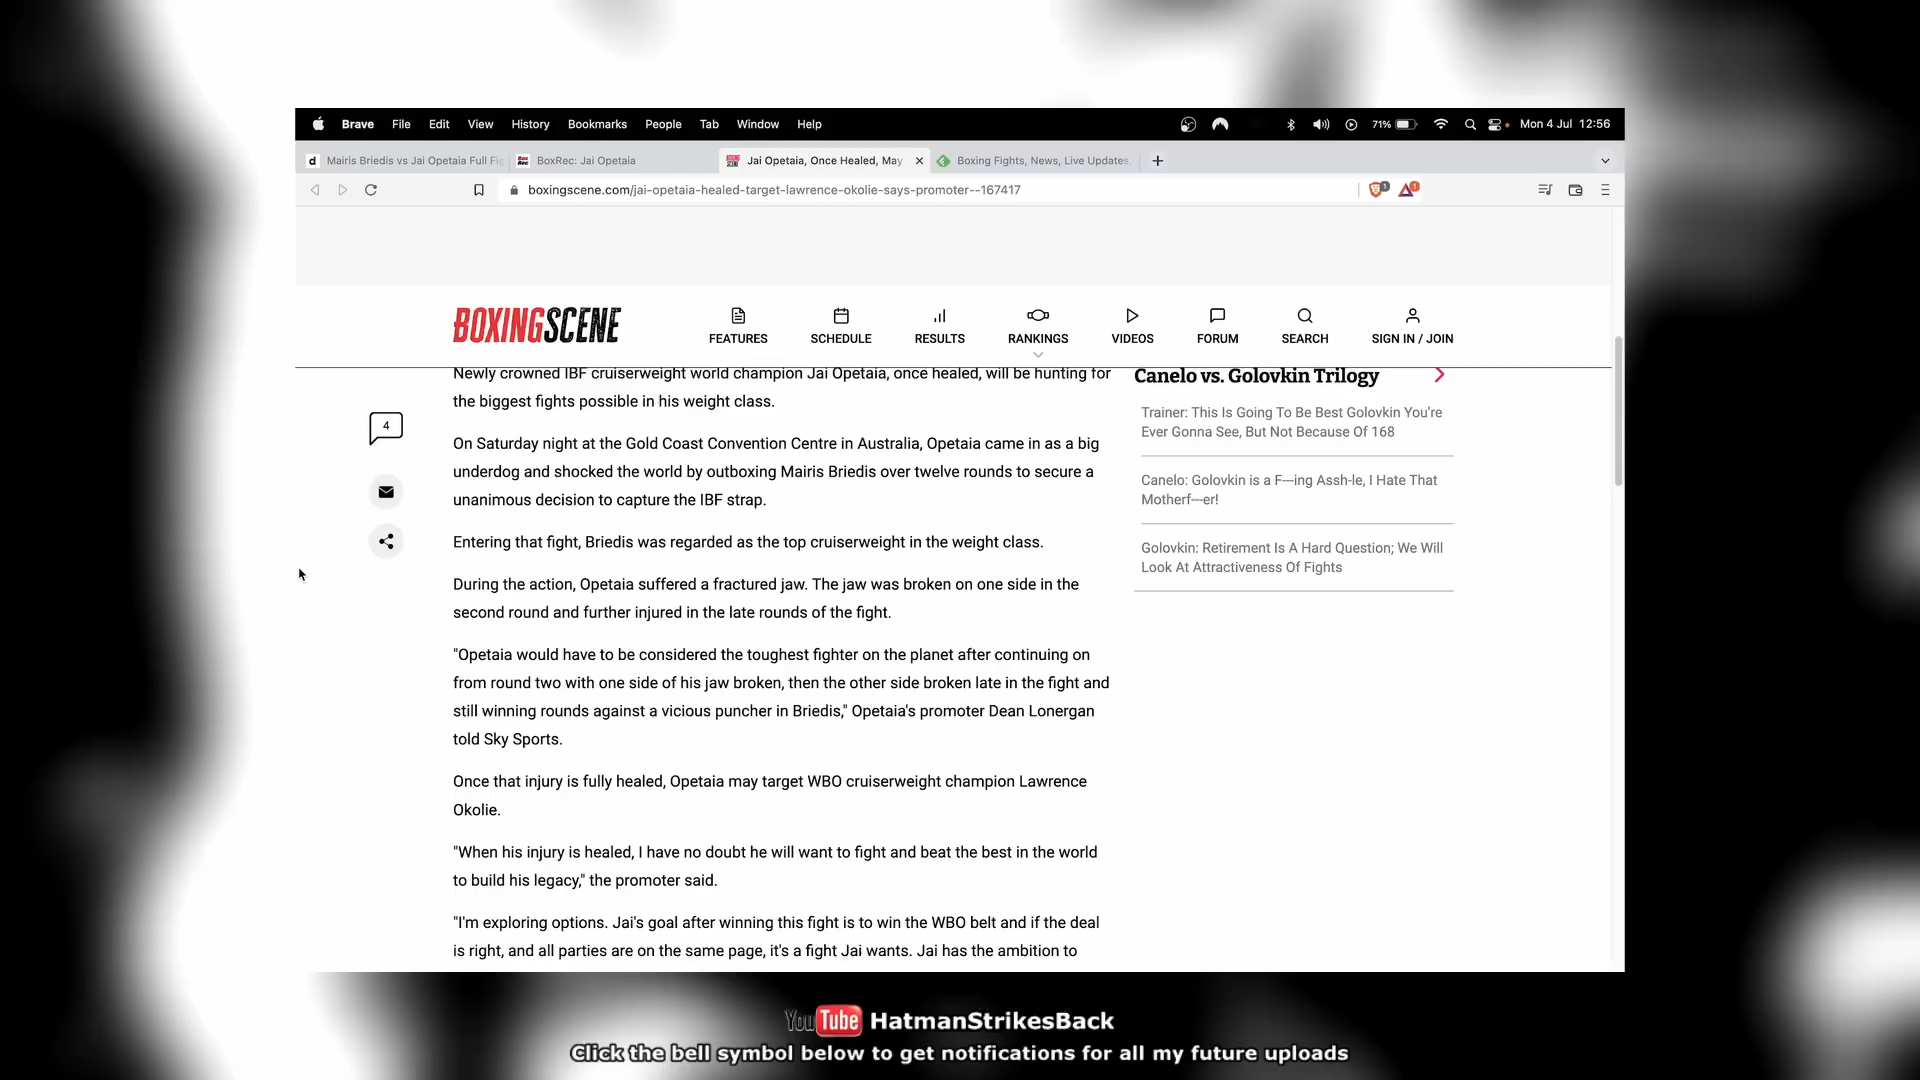 Brave File Edit View History Bookmarks People Tab Window Help 71% Mon 4 Jul 12:56
d Mairis Briedis vs Jai Opetaia Full Fi
BoxRec: Jai Opetaia
Jai Opetaia, Once Healed, May
Boxing Fights, News, Live Updates,
boxingscene.com/jai-opetaia-healed-target-lawrence-okolie-says-promoter--167417
1 1
BOXINGSCENE
FEATURES SCHEDULE RESULTS RANKINGS VIDEOS FORUM SEARCH SIGN IN / JOIN
Newly crowned IBF cruiserweight world champion Jai Opetaia, once healed, will be hunting for
the biggest fights possible in his weight class.
4
On Saturday night at the Gold Coast Convention Centre in Australia, Opetaia came in as a big
underdog and shocked the world by outboxing Mairis Briedis over twelve rounds to secure a
unanimous decision to capture the IBF strap.
Entering that fight, Briedis was regarded as the top cruiserweight in the weight class.
During the action, Opetaia suffered a fractured jaw. The jaw was broken on one side in the
second round and further injured in the late rounds of the fight.
"Opetaia would have to be considered the toughest fighter on the planet after continuing on
from round two with one side of his jaw broken, then the other side broken late in the fight and
still winning rounds against a vicious puncher in Briedis," Opetaia's promoter Dean Lonergan
told Sky Sports.
Once that injury is fully healed, Opetaia may target WBO cruiserweight champion Lawrence
Okolie.
"When his injury is healed, I have no doubt he will want to fight and beat the best in the world
to build his legacy," the promoter said.
"I'm exploring options. Jai's goal after winning this fight is to win the WBO belt and if the deal
is right, and all parties are on the same page, it's a fight Jai wants. Jai has the ambition to
Canelo vs. Golovkin Trilogy
Trainer: This Is Going To Be Best Golovkin You're
Ever Gonna See, But Not Because Of 168
Canelo: Golovkin is a F---ing Assh-le, I Hate That
Motherf---er!
Golovkin: Retirement Is A Hard Question; We Will
Look At Attractiveness Of Fights
YouTube HatmanStrikesBack
Click the bell symbol below to get notifications for all my future uploads